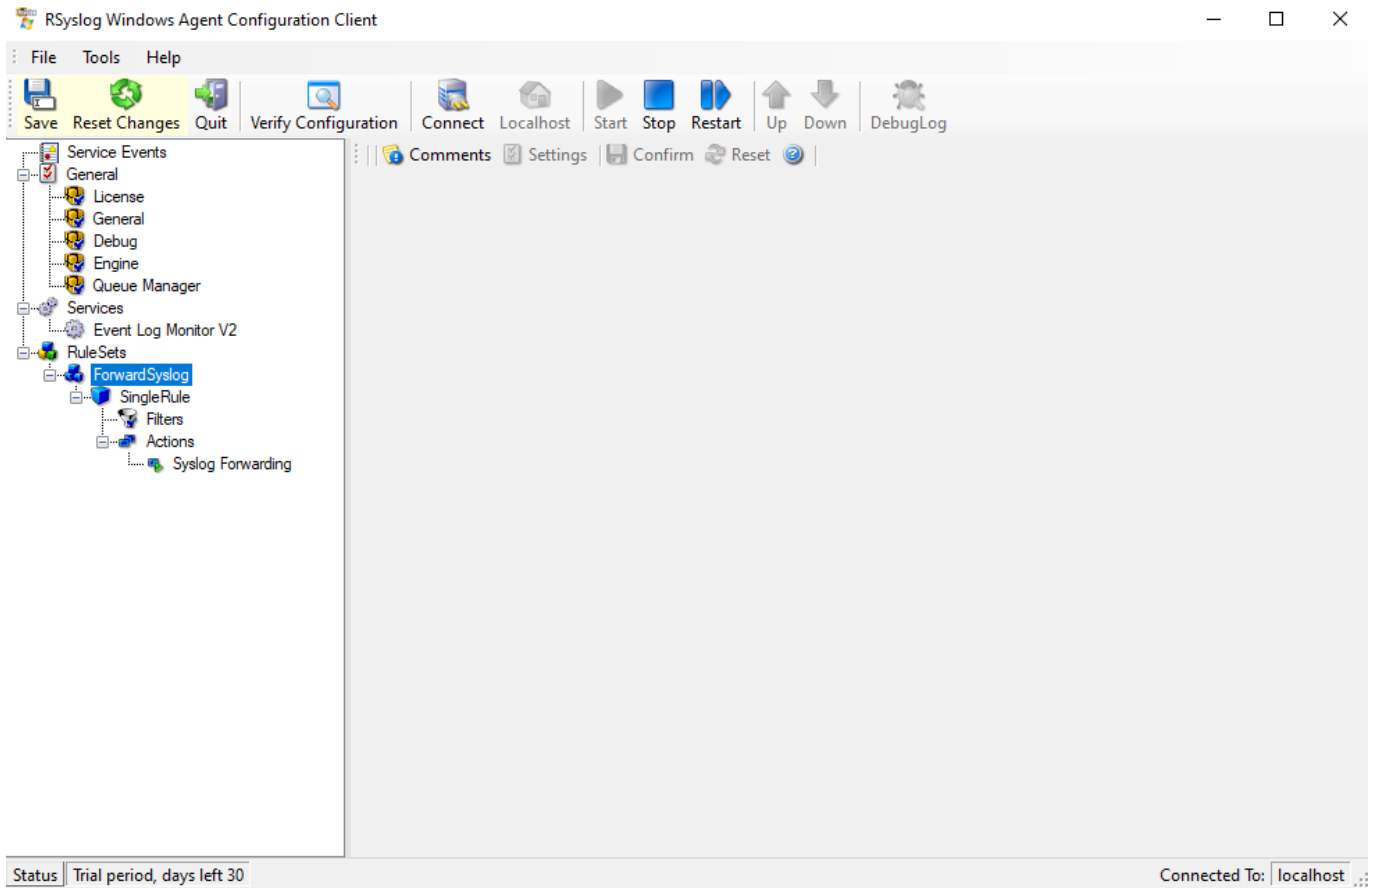 RSyslog Windows Agent Configuration Client
File Tools Help
Save Reset Changes Quit Verify Configuration Connect Localhost Start Stop Restart Up Down DebugLog
Comments Settings Confirm Reset
Service Events
General
License
General
Debug
Engine
Queue Manager
Services
Event Log Monitor V2
RuleSets
ForwardSyslog
SingleRule
Filters
Actions
Syslog Forwarding
Status Trial period, days left 30 Connected To: localhost